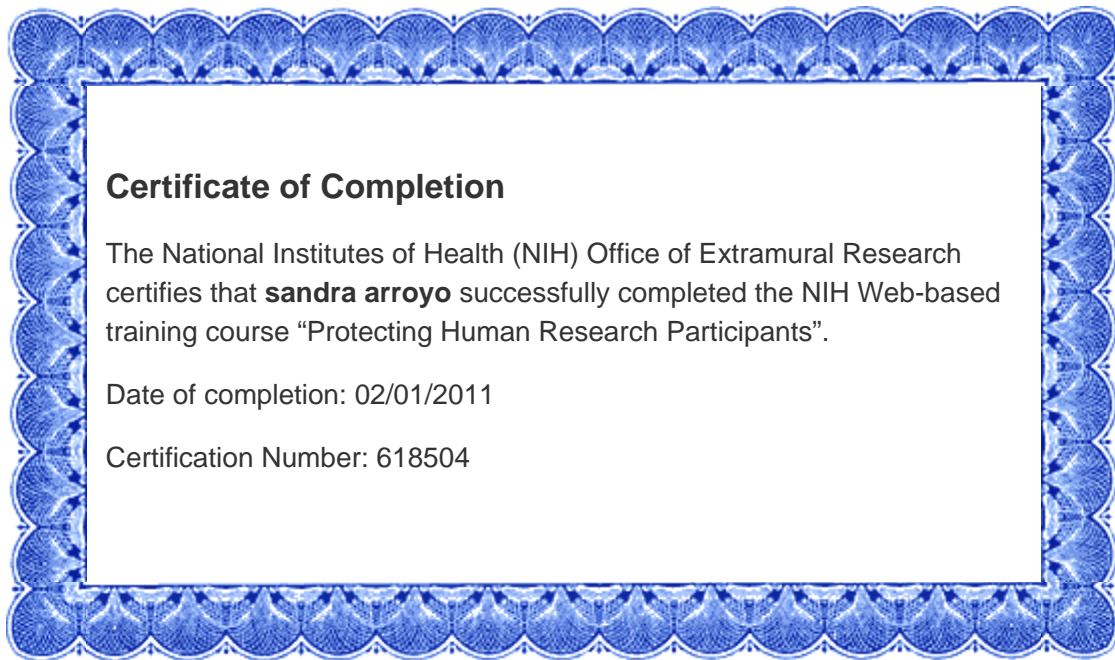 Certificate of Completion
The National Institutes of Health (NIH) Office of Extramural Research
certifies that sandra arroyo successfully completed the NIH Web-based
training course “Protecting Human Research Participants”.
Date of completion: 02/01/2011
Certification Number: 618504